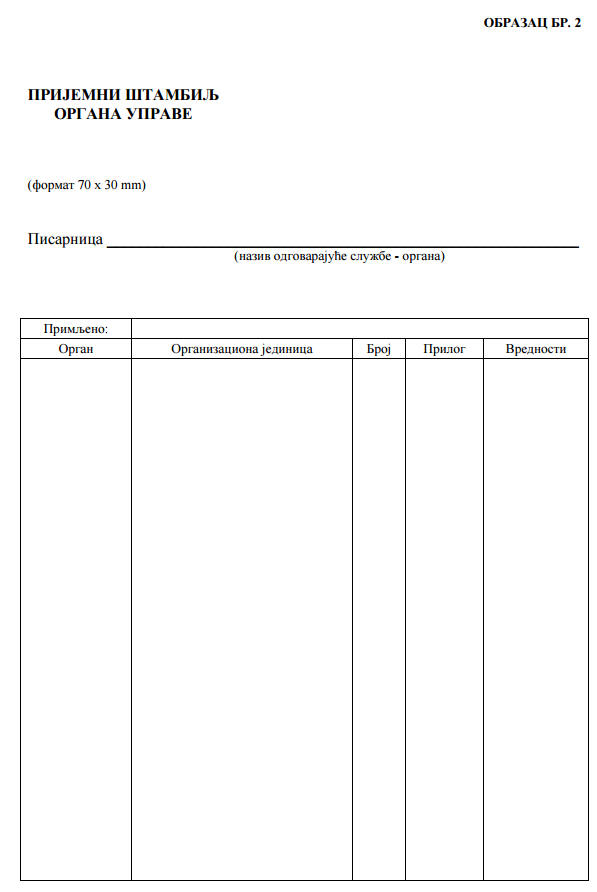 ОБРАЗАЦ БР. 2
ПРИЈЕМНИ ШТАМБИЉ
ОРГАНА УПРАВЕ
(формат 70 x 30 mm)
Писарница
(назив одговарајуће службе - органа)
Примљено:
Орган Организациона јединица Број Прилог Вредности